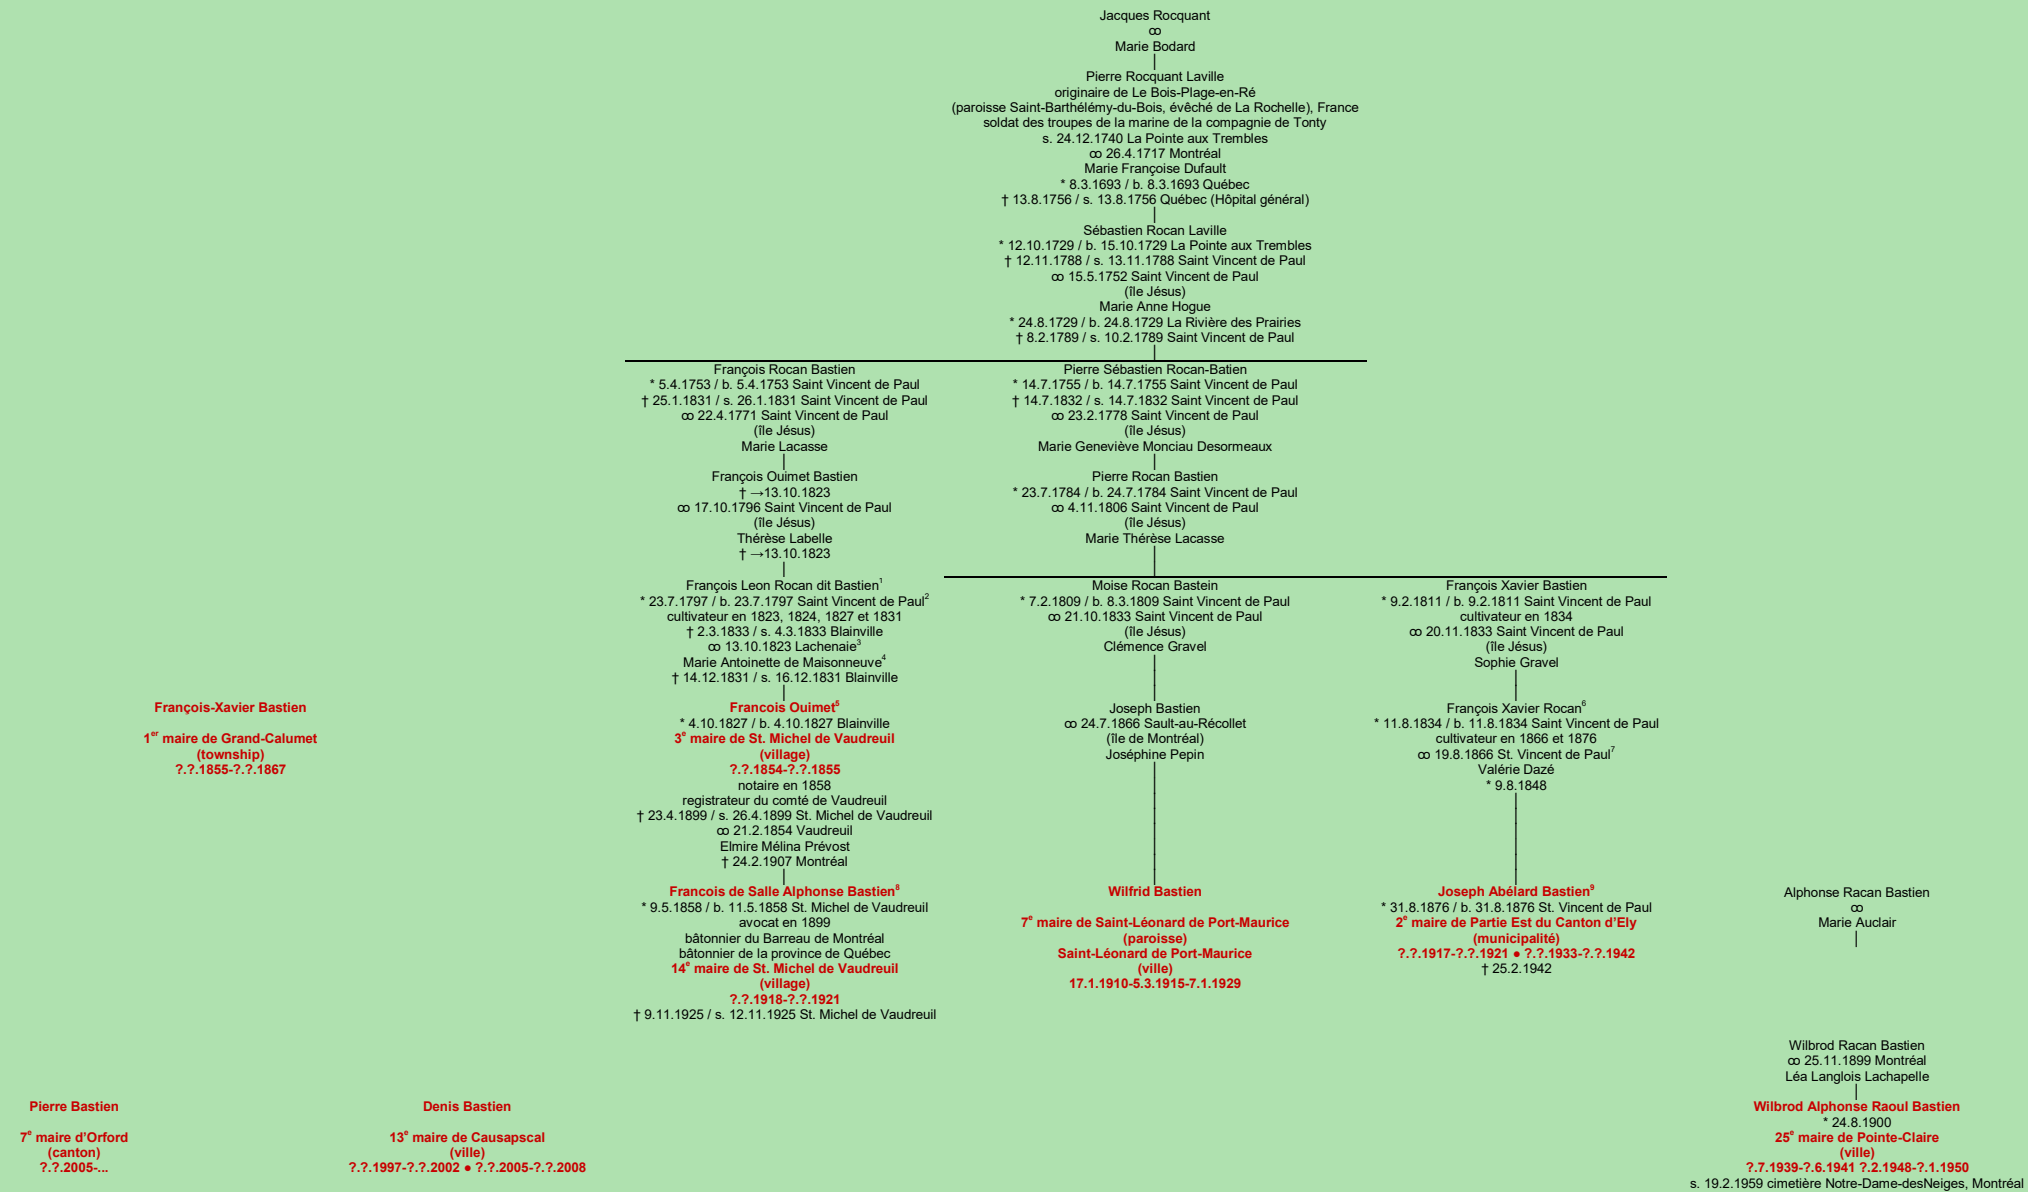 Jacques Rocquant
∞
Marie Bodard
Pierre Rocquant Laville
originaire de Le Bois-Plage-en-Ré
(paroisse Saint-Barthélémy-du-Bois, évêché de La Rochelle), France
soldat des troupes de la marine de la compagnie de Tonty
s. 24.12.1740 La Pointe aux Trembles
∞ 26.4.1717 Montréal
Marie Françoise Dufault
* 8.3.1693 / b. 8.3.1693 Québec
† 13.8.1756 / s. 13.8.1756 Québec (Hôpital général)
Sébastien Rocan Laville
* 12.10.1729 / b. 15.10.1729 La Pointe aux Trembles
† 12.11.1788 / s. 13.11.1788 Saint Vincent de Paul
∞ 15.5.1752 Saint Vincent de Paul
(île Jésus)
Marie Anne Hogue
* 24.8.1729 / b. 24.8.1729 La Rivière des Prairies
† 8.2.1789 / s. 10.2.1789 Saint Vincent de Paul
François Rocan Bastien
* 5.4.1753 / b. 5.4.1753 Saint Vincent de Paul
† 25.1.1831 / s. 26.1.1831 Saint Vincent de Paul
∞ 22.4.1771 Saint Vincent de Paul
(île Jésus)
Marie Lacasse
Pierre Sébastien Rocan-Batien
* 14.7.1755 / b. 14.7.1755 Saint Vincent de Paul
† 14.7.1832 / s. 14.7.1832 Saint Vincent de Paul
∞ 23.2.1778 Saint Vincent de Paul
(île Jésus)
Marie Geneviève Monciau Desormeaux
François Ouimet Bastien
† →13.10.1823
∞ 17.10.1796 Saint Vincent de Paul
(île Jésus)
Thérèse Labelle
† →13.10.1823
Pierre Rocan Bastien
* 23.7.1784 / b. 24.7.1784 Saint Vincent de Paul
∞ 4.11.1806 Saint Vincent de Paul
(île Jésus)
Marie Thérèse Lacasse
François Leon Rocan dit Bastien¹
* 23.7.1797 / b. 23.7.1797 Saint Vincent de Paul²
cultivateur en 1823, 1824, 1827 et 1831
† 2.3.1833 / s. 4.3.1833 Blainville
∞ 13.10.1823 Lachenaie³
Marie Antoinette de Maisonneuve⁴
† 14.12.1831 / s. 16.12.1831 Blainville
Moise Rocan Bastein
* 7.2.1809 / b. 8.3.1809 Saint Vincent de Paul
∞ 21.10.1833 Saint Vincent de Paul
(île Jésus)
Clémence Gravel
François Xavier Bastien
* 9.2.1811 / b. 9.2.1811 Saint Vincent de Paul
cultivateur en 1834
∞ 20.11.1833 Saint Vincent de Paul
(île Jésus)
Sophie Gravel
François-Xavier Bastien
1er maire de Grand-Calumet
(township)
?.?.1855-?.?.1867
Francois Ouimet⁵
* 4.10.1827 / b. 4.10.1827 Blainville
3e maire de St. Michel de Vaudreuil
(village)
?.?.1854-?.?.1855
notaire en 1858
registrateur du comté de Vaudreuil
† 23.4.1899 / s. 26.4.1899 St. Michel de Vaudreuil
∞ 21.2.1854 Vaudreuil
Elmire Mélina Prévost
† 24.2.1907 Montréal
Joseph Bastien
∞ 24.7.1866 Sault-au-Récollet
(île de Montréal)
Joséphine Pepin
François Xavier Rocan⁶
* 11.8.1834 / b. 11.8.1834 Saint Vincent de Paul
cultivateur en 1866 et 1876
∞ 19.8.1866 St. Vincent de Paul⁷
Valérie Dazé
* 9.8.1848
Francois de Salle Alphonse Bastien⁸
* 9.5.1858 / b. 11.5.1858 St. Michel de Vaudreuil
avocat en 1899
bâtonnier du Barreau de Montréal
bâtonnier de la province de Québec
14e maire de St. Michel de Vaudreuil
(village)
?.?.1918-?.?.1921
† 9.11.1925 / s. 12.11.1925 St. Michel de Vaudreuil
Wilfrid Bastien
7e maire de Saint-Léonard de Port-Maurice
(paroisse)
Saint-Léonard de Port-Maurice
(ville)
17.1.1910-5.3.1915-7.1.1929
Joseph Abélard Bastien⁹
* 31.8.1876 / b. 31.8.1876 St. Vincent de Paul
2e maire de Partie Est du Canton d'Ely
(municipalité)
?.?.1917-?.?.1921 ● ?.?.1933-?.?.1942
† 25.2.1942
Alphonse Racan Bastien
∞
Marie Auclair
Wilbrod Racan Bastien
∞ 25.11.1899 Montréal
Léa Langlois Lachapelle
Pierre Bastien
7e maire d'Orford
(canton)
?.?.2005-...
Denis Bastien
13e maire de Causapscal
(ville)
?.?.1997-?.?.2002 ● ?.?.2005-?.?.2008
Wilbrod Alphonse Raoul Bastien
* 24.8.1900
25e maire de Pointe-Claire
(ville)
?.7.1939-?.6.1941 ?.2.1948-?.1.1950
s. 19.2.1959 cimetière Notre-Dame-desNeiges, Montréal